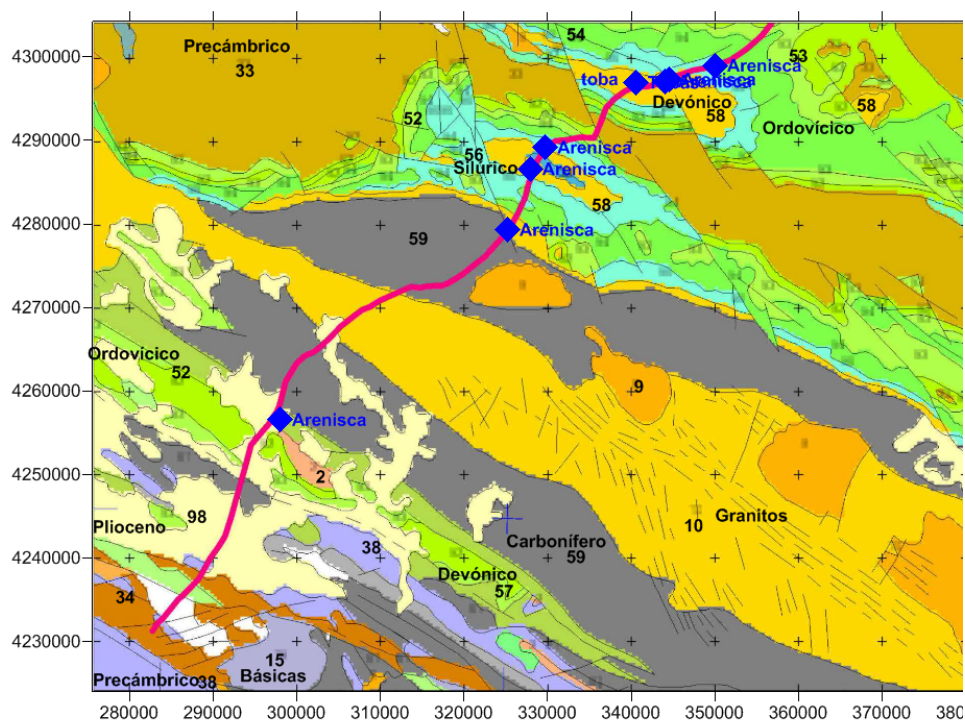 4300000
4290000
4280000
4270000
4260000
4250000
4240000
4230000
Precámbrico
33
54
53
Arenisca
toba
Arenisca
Devónico
58
58
Ordovícico
52
56
Silúrico
Arenisca
Arenisca
58
59
Arenisca
Ordovícico
52
9
Arenisca
2
98
Plioceno
10
Granitos
38
Carbonífero
59
Devónico
57
34
15
Básicas
Precámbrico
38
280000 290000 300000 310000 320000 330000 340000 350000 360000 370000 380